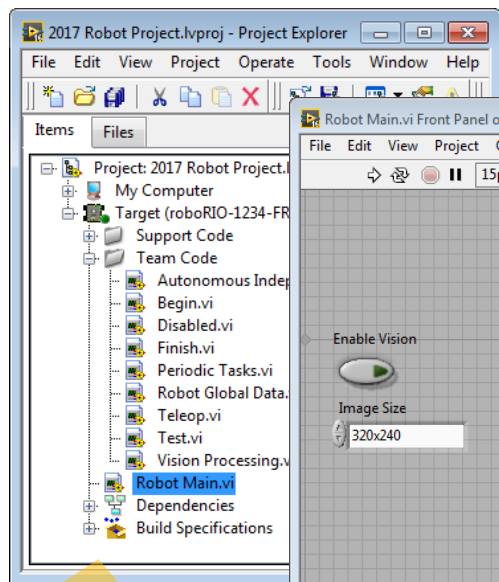 2017 Robot Project.lvproj - Project Explorer
File Edit View Project Operate Tools Window Help
Items Files
Project: 2017 Robot Project.l
My Computer
Target (roboRIO-1234-FR
Support Code
Team Code
Autonomous Indep
Begin.vi
Disabled.vi
Finish.vi
Periodic Tasks.vi
Robot Global Data.
Teleop.vi
Test.vi
Vision Processing.v
Robot Main.vi
Dependencies
Build Specifications
Robot Main.vi Front Panel o
File Edit View Project
15p
Enable Vision
Image Size
320x240